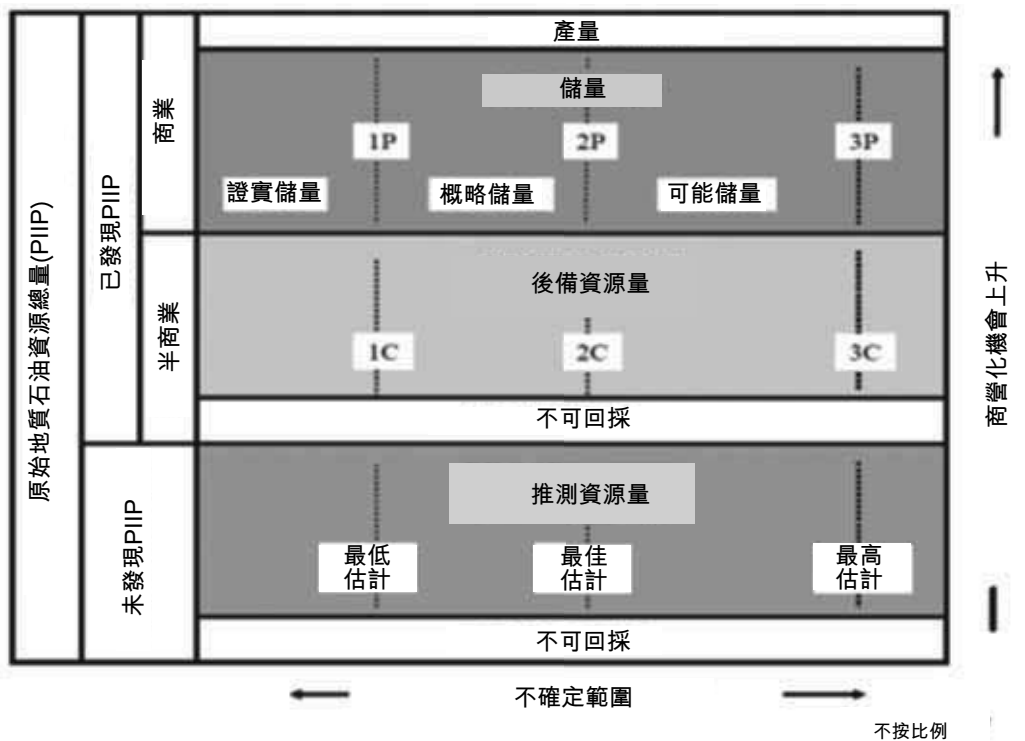 原始地質石油資源總量(PIIP)
已發現PIIP
商業
產量
儲量
1P
2P
3P
證實儲量
概略儲量
可能儲量
半商業
後備資源量
1C
2C
3C
不可回採
未發現PIIP
推測資源量
最低
估計
最佳
估計
最高
估計
不可回採
商營化機會上升
不確定範圍
不按比例